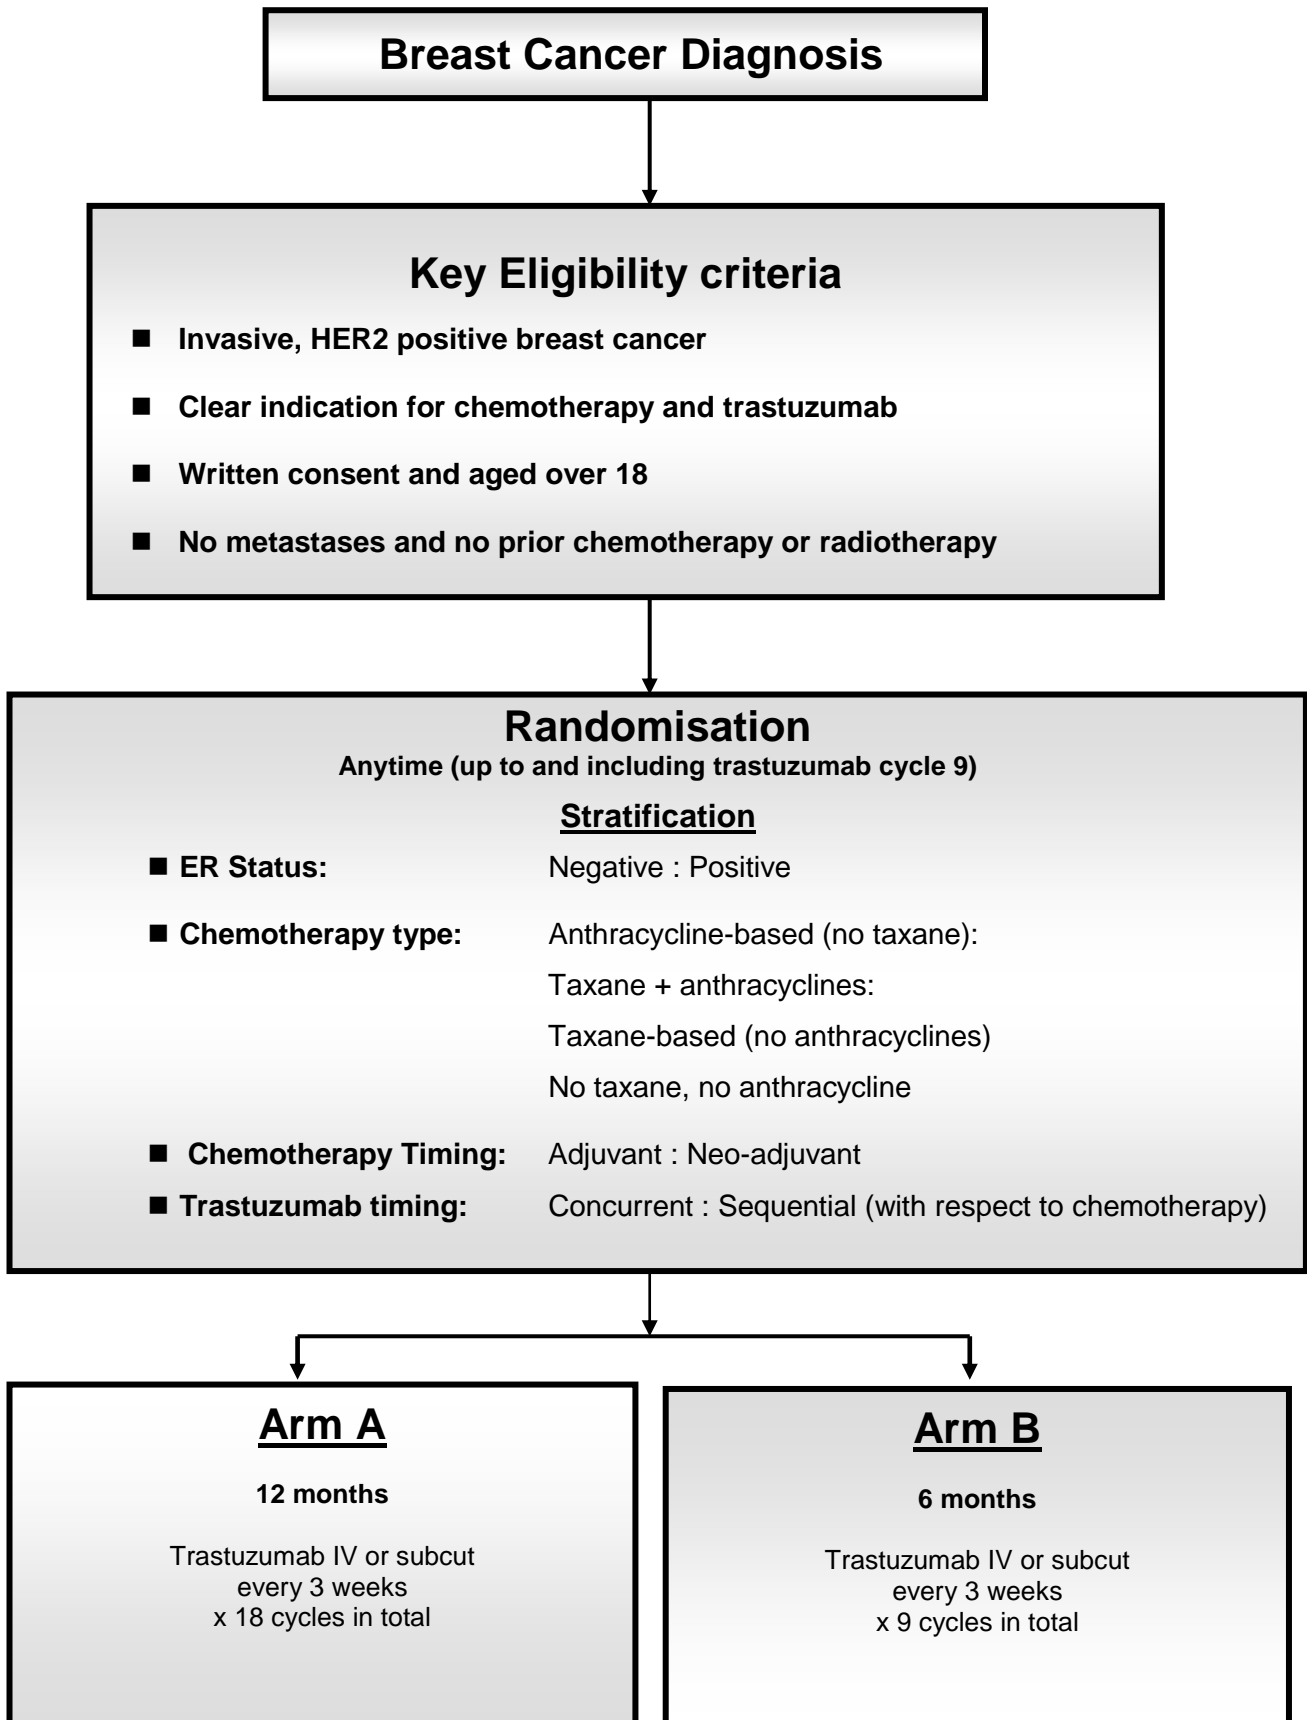 Breast Cancer Diagnosis
Key Eligibility criteria
■ Invasive, HER2 positive breast cancer
■ Clear indication for chemotherapy and trastuzumab
■ Written consent and aged over 18
■ No metastases and no prior chemotherapy or radiotherapy
Randomisation
Anytime (up to and including trastuzumab cycle 9)
Stratification
■ ER Status: Negative : Positive
■ Chemotherapy type: Anthracycline-based (no taxane):
Taxane + anthracyclines:
Taxane-based (no anthracyclines)
No taxane, no anthracycline
■ Chemotherapy Timing: Adjuvant : Neo-adjuvant
■ Trastuzumab timing: Concurrent : Sequential (with respect to chemotherapy)
Arm A
12 months
Trastuzumab IV or subcut
every 3 weeks
x 18 cycles in total
Arm B
6 months
Trastuzumab IV or subcut
every 3 weeks
x 9 cycles in total